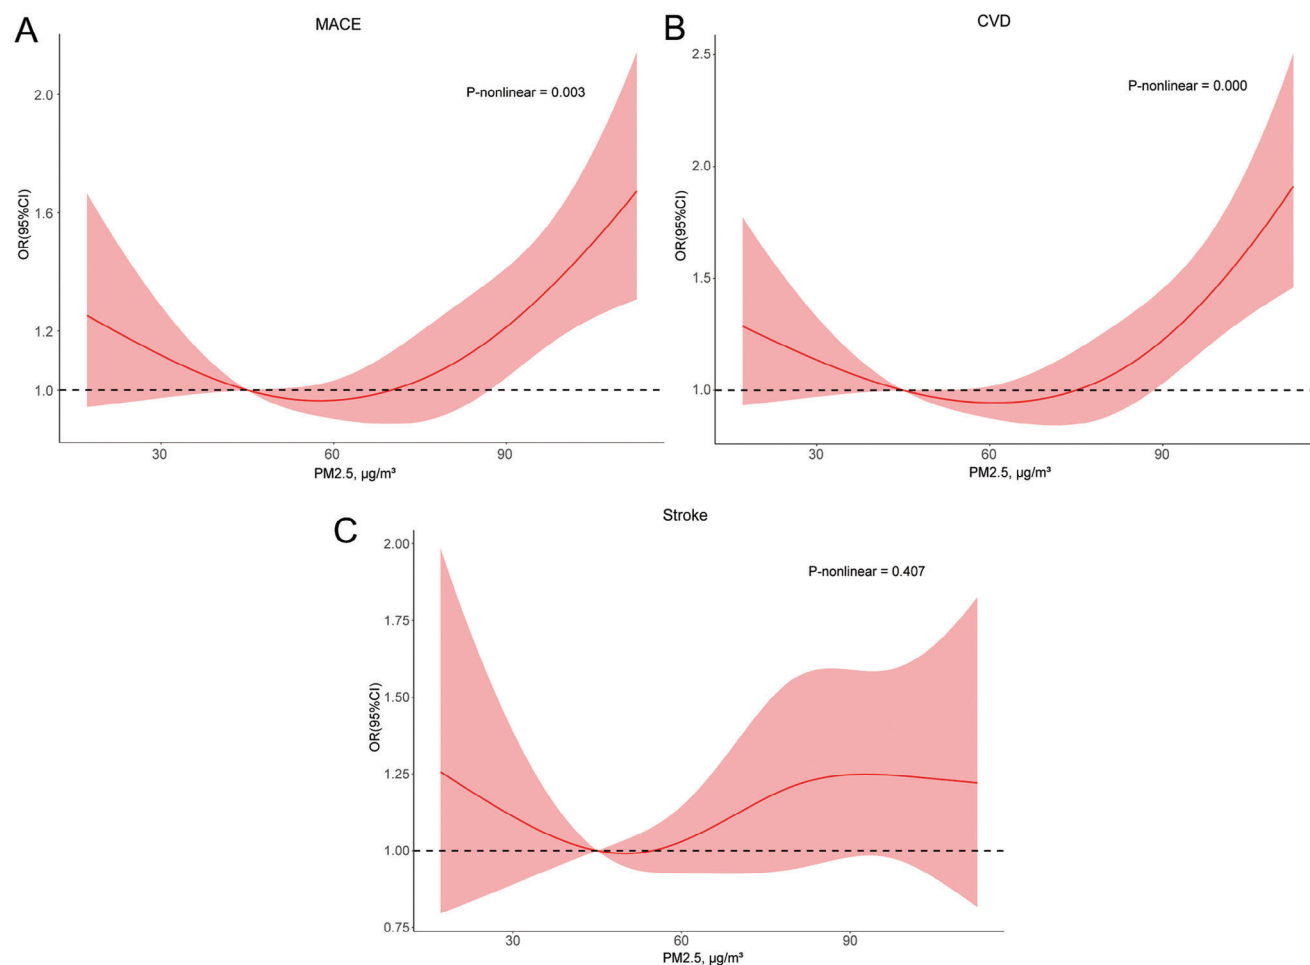 A
MACE
P-nonlinear = 0.003
OR(95%CI)
2.0
1.6
1.2
1.0
30
60
90
PM2.5, μg/m³
B
CVD
P-nonlinear = 0.000
OR(95%CI)
2.5
2.0
1.5
1.0
30
60
90
PM2.5, μg/m³
C
Stroke
P-nonlinear = 0.407
OR(95%CI)
2.00
1.75
1.50
1.25
1.00
0.75
30
60
90
PM2.5, μg/m³